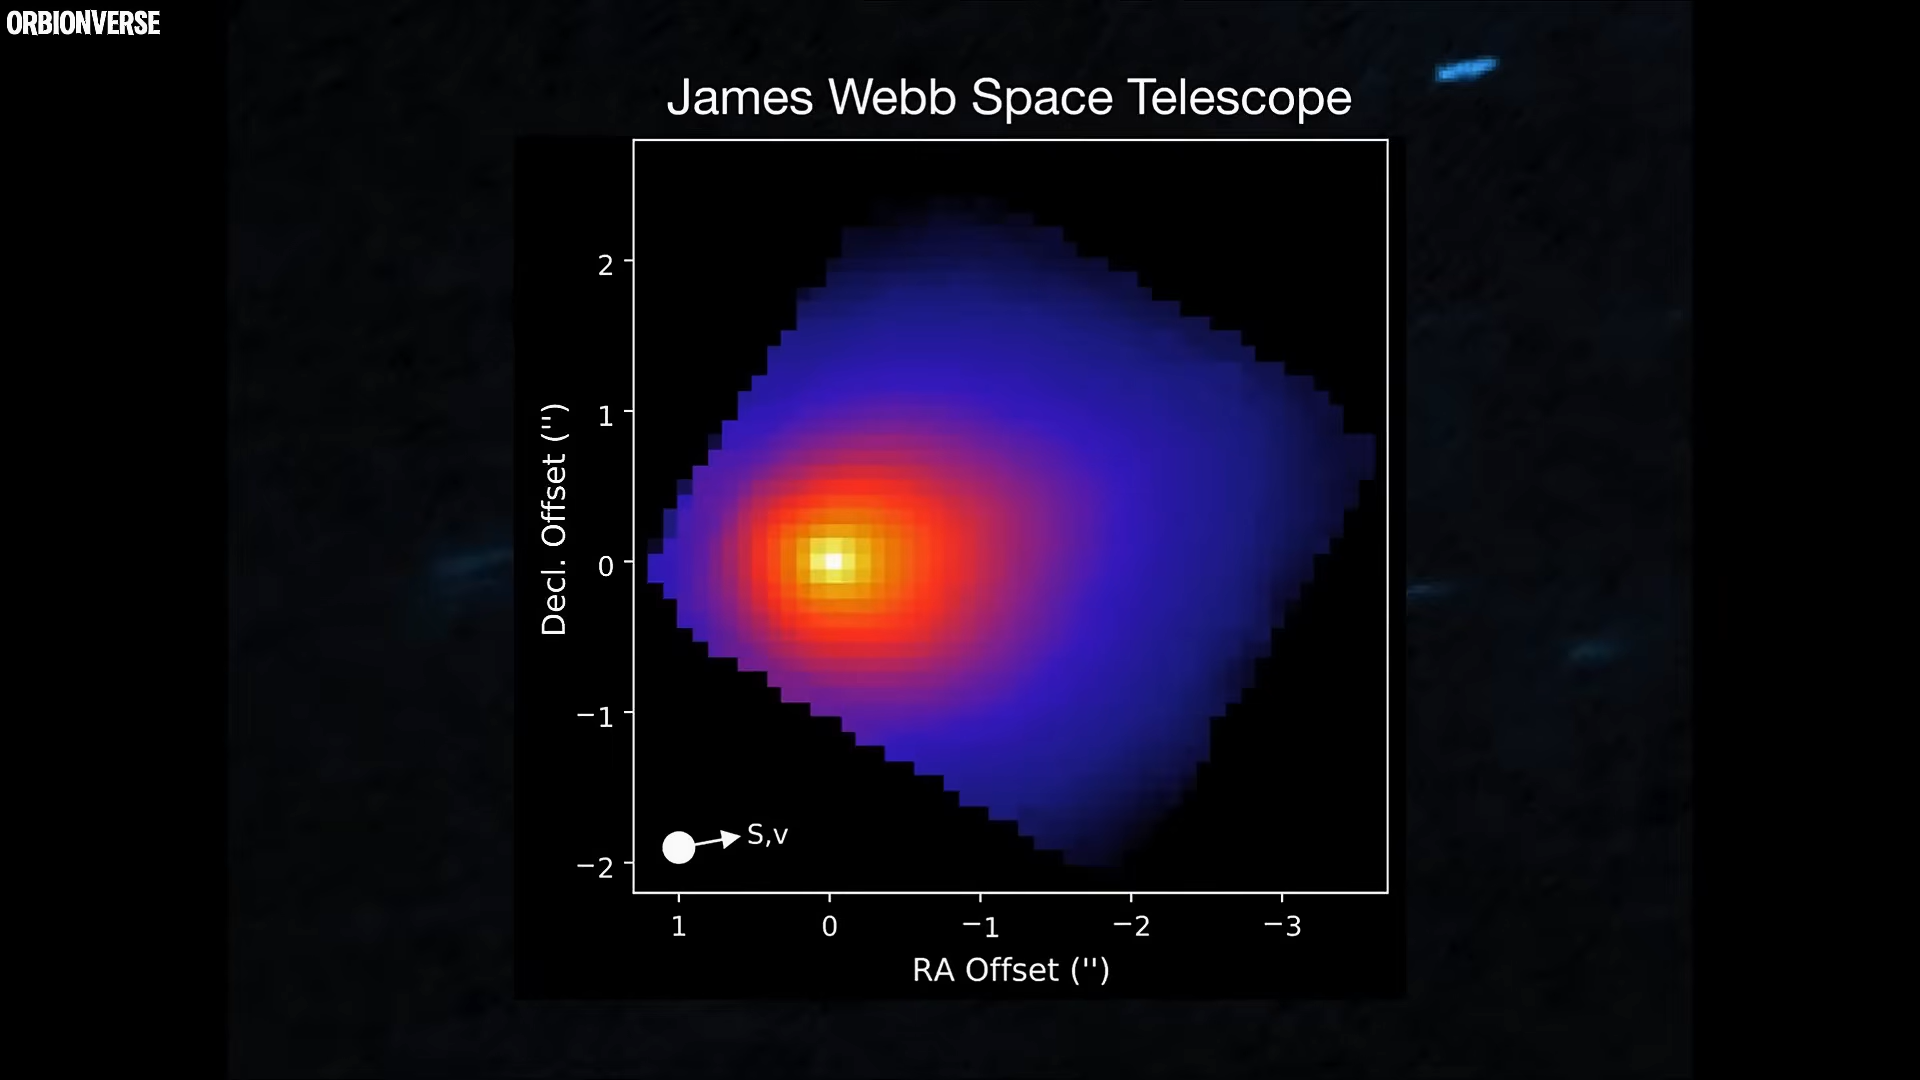 ORBIONVERSE
James Webb Space Telescope
Decl. Offset ('')
2
1
0
−1
−2
S,v
1
0
−1
−2
−3
RA Offset ('')